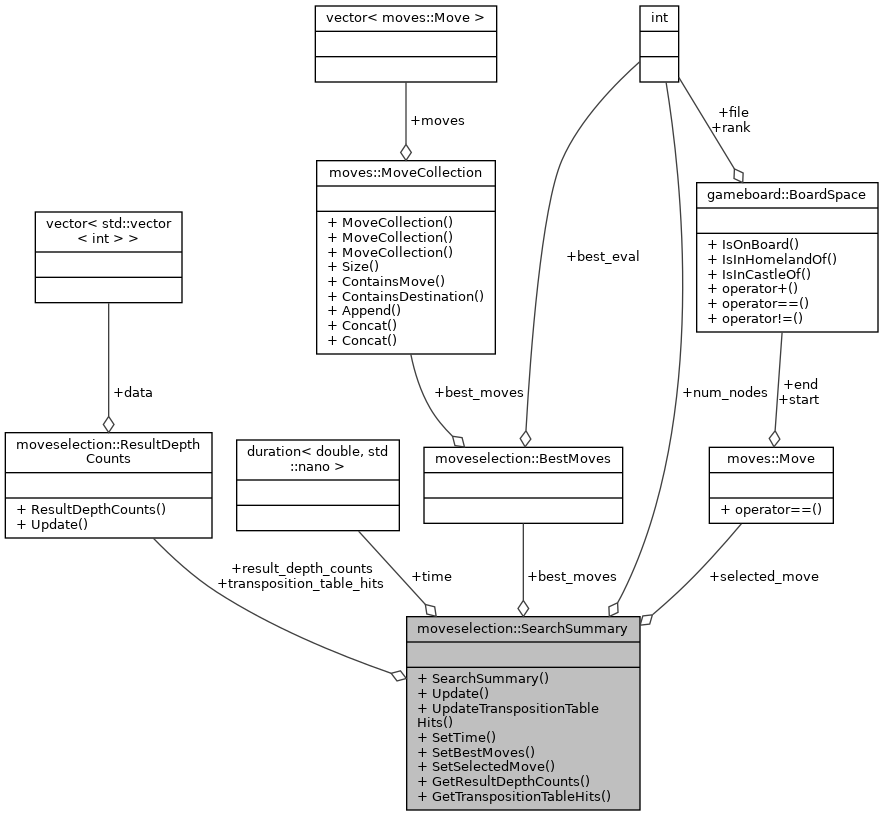 vector< moves::Move >
int
+moves
+file
+rank
moves::MoveCollection
+ MoveCollection()
+ MoveCollection()
+ MoveCollection()
+ Size()
+ ContainsMove()
+ ContainsDestination()
+ Append()
+ Concat()
+ Concat()
gameboard::BoardSpace
+ IsOnBoard()
+ IsInHomelandOf()
+ IsInCastleOf()
+ operator+()
+ operator==()
+ operator!=()
vector< std::vector
< int > >
+best_eval
+data
+best_moves
+num_nodes
+end
+start
moveselection::ResultDepth
Counts
+ ResultDepthCounts()
+ Update()
duration< double, std
::nano >
moveselection::BestMoves
moves::Move
+ operator==()
+result_depth_counts
+transposition_table_hits
+time
+best_moves
+selected_move
moveselection::SearchSummary
+ SearchSummary()
+ Update()
+ UpdateTranspositionTable
Hits()
+ SetTime()
+ SetBestMoves()
+ SetSelectedMove()
+ GetResultDepthCounts()
+ GetTranspositionTableHits()